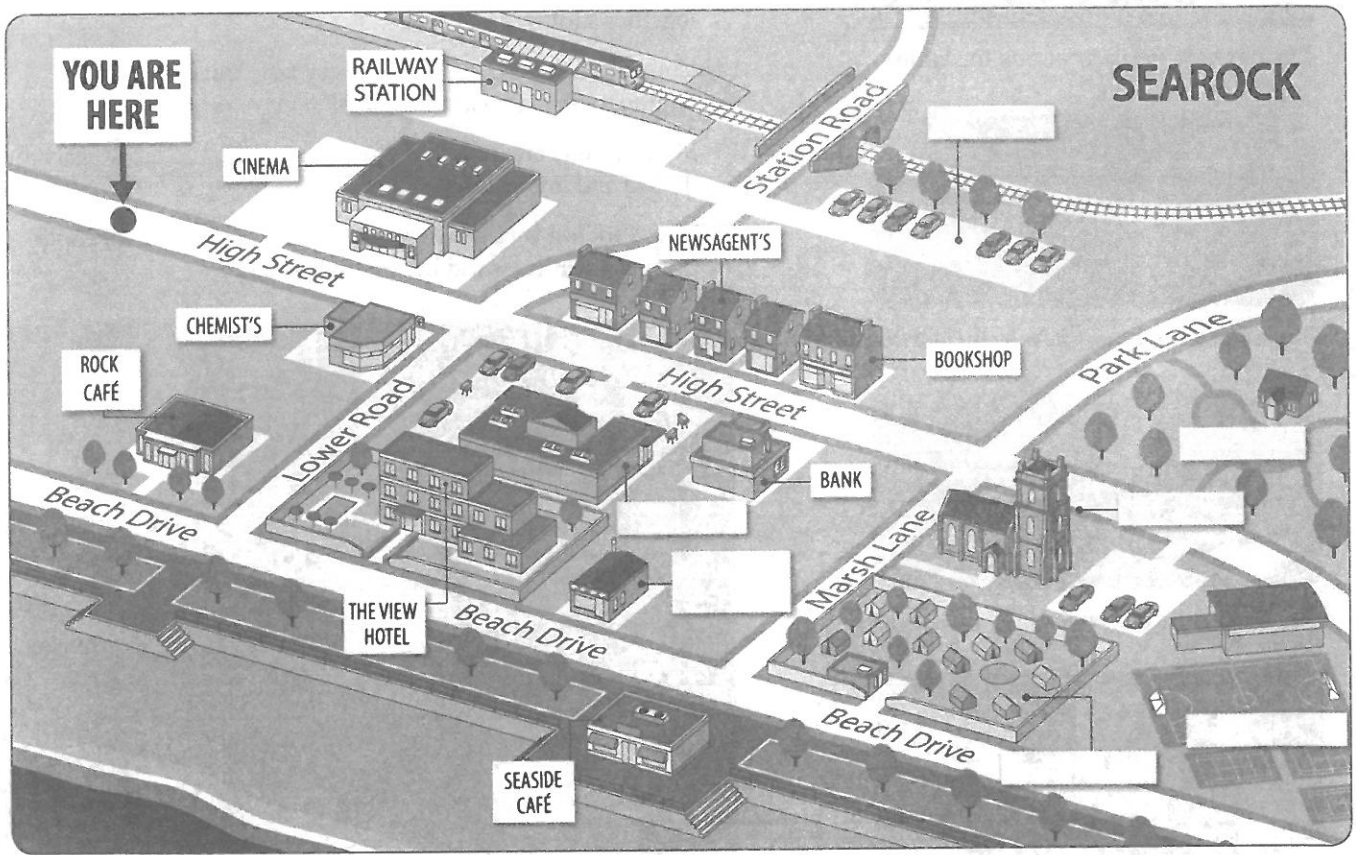 YOU ARE
HERE
RAILWAY
STATION
SEAROCK
CINEMA
Station Road
High Street
NEWSAGENT'S
CHEMIST'S
BOOKSHOP
Park Lane
ROCK
CAFÉ
High Street
Lower Road
BANK
Beach Drive
Marsh Lane
THE VIEW
HOTEL
Beach Drive
Beach Drive
SEASIDE
CAFÉ